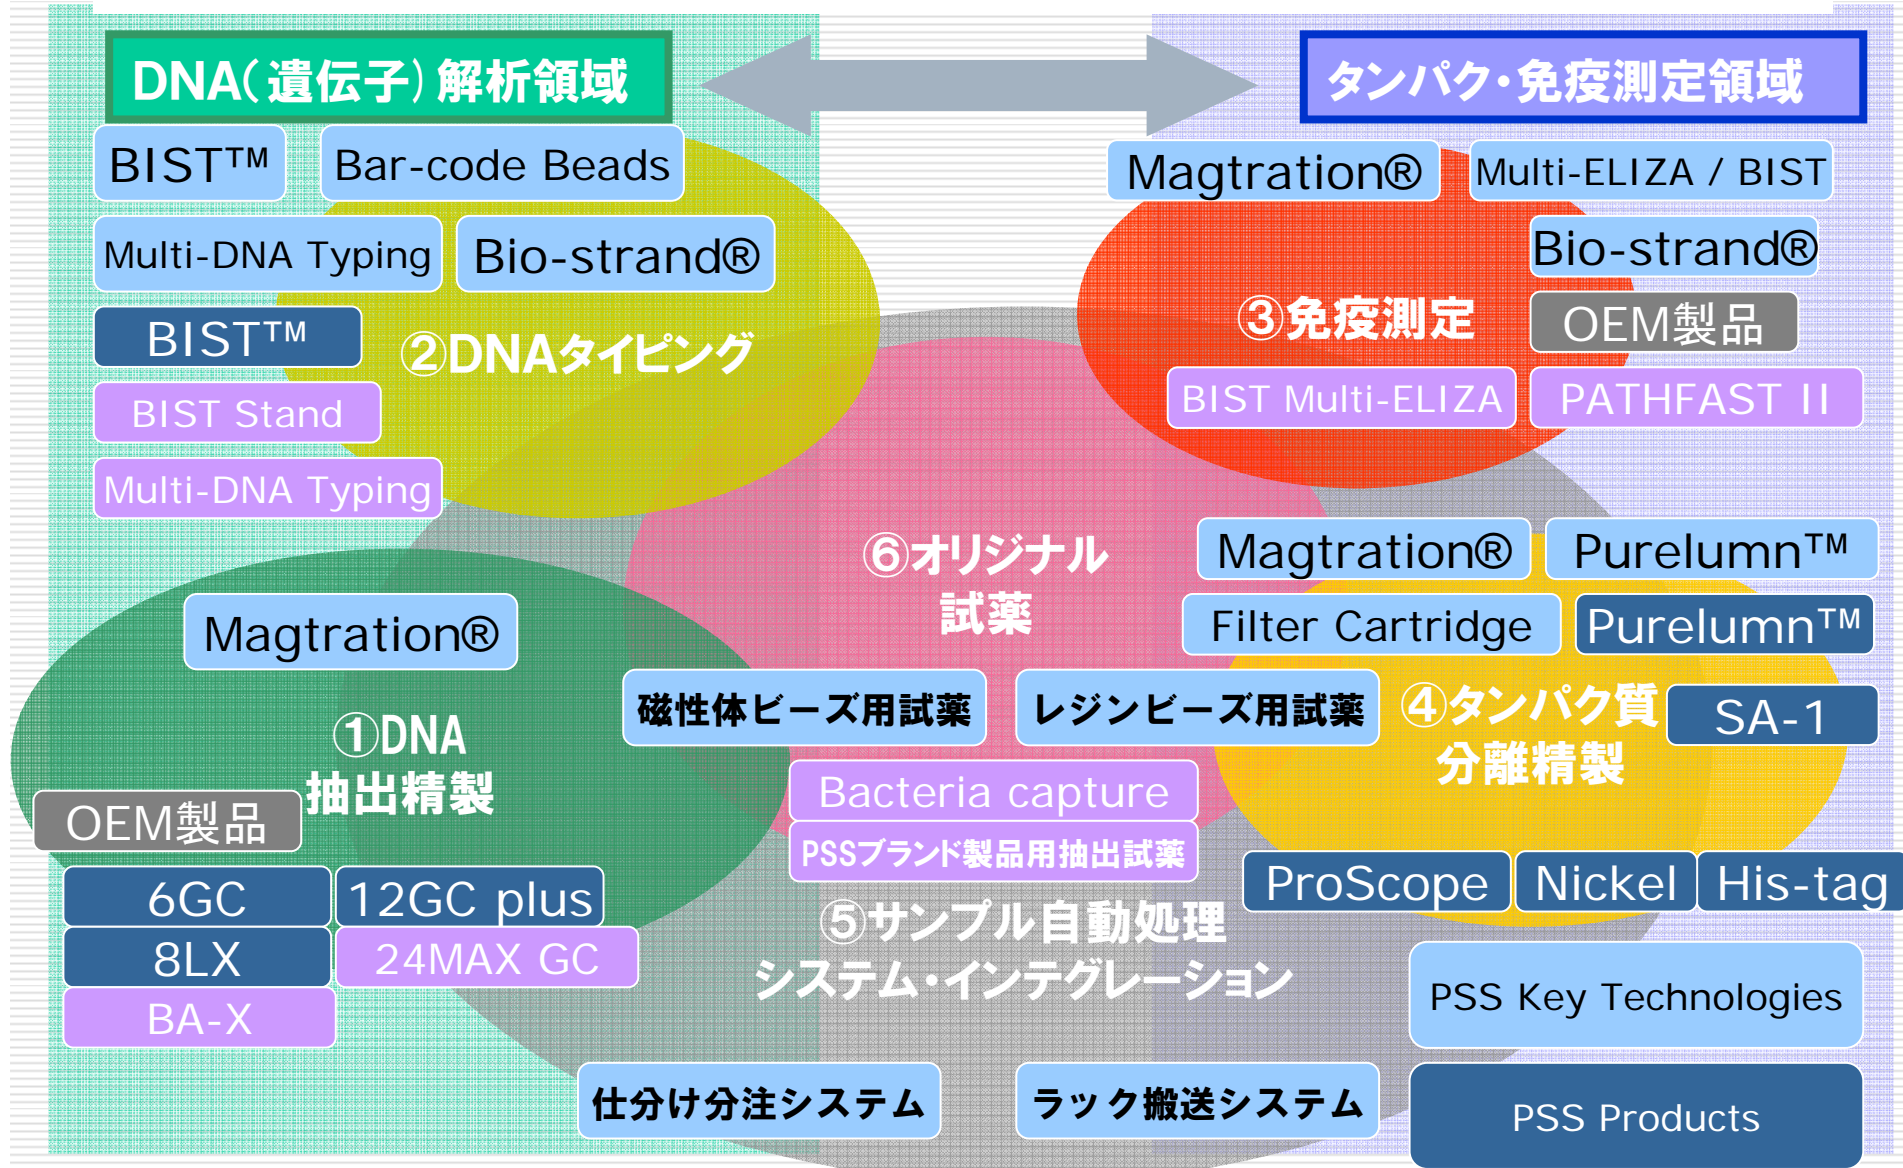 DNA(遺伝子)解析領域
タンパク・免疫測定領域
BIST™
Bar-code Beads
Multi-DNA Typing
Bio-strand®
BIST™
BIST Stand
Multi-DNA Typing
②DNAタイピング
Magtration®
Multi-ELIZA / BIST
Bio-strand®
③免疫測定
OEM製品
BIST Multi-ELIZA
PATHFAST II
⑥オリジナル
試薬
磁性体ビーズ用試薬
レジンビーズ用試薬
Bacteria capture
PSSブランド製品用抽出試薬
Magtration®
Purelumn™
Filter Cartridge
Purelumn™
④タンパク質
分離精製
SA-1
ProScope
Nickel
His-tag
Magtration®
①DNA
抽出精製
OEM製品
6GC
12GC plus
8LX
24MAX GC
BA-X
⑤サンプル自動処理
システム・インテグレーション
仕分け分注システム
ラック搬送システム
PSS Key Technologies
PSS Products